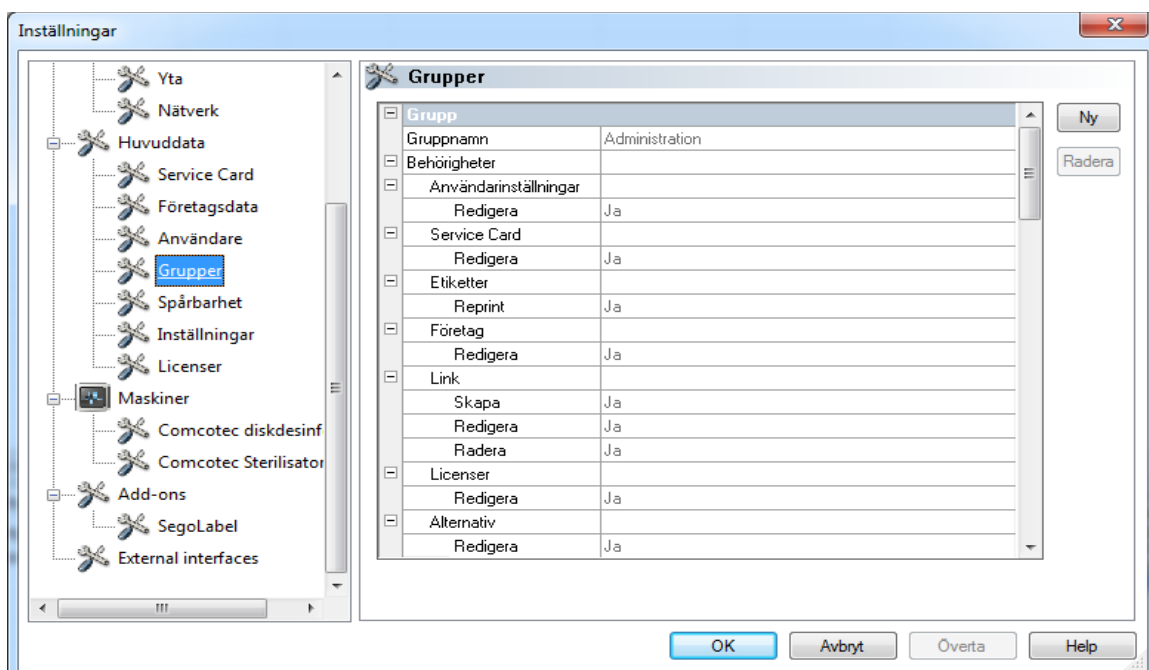 Inställningar
Yta
Nätverk
Huvuddata
Service Card
Företagsdata
Användare
Grupper
Spårbarhet
Inställningar
Licenser
Maskiner
Comcotec diskdesinf
Comcotec Sterilisator
Add-ons
SegoLabel
External interfaces
Grupper
Grupp
Gruppnamn Administration
Behörigheter
Användarinställningar
Redigera Ja
Service Card
Redigera Ja
Etiketter
Reprint Ja
Företag
Redigera Ja
Link
Skapa Ja
Redigera Ja
Radera Ja
Licenser
Redigera Ja
Alternativ
Redigera Ja
Ny
Radera
OK Avbryt Överta Help